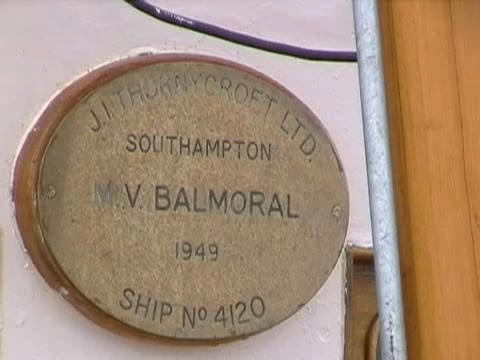 J.I. THORNYCROFT LTD.
SOUTHAMPTON
M.V. BALMORAL
1949
SHIP Nº 4120